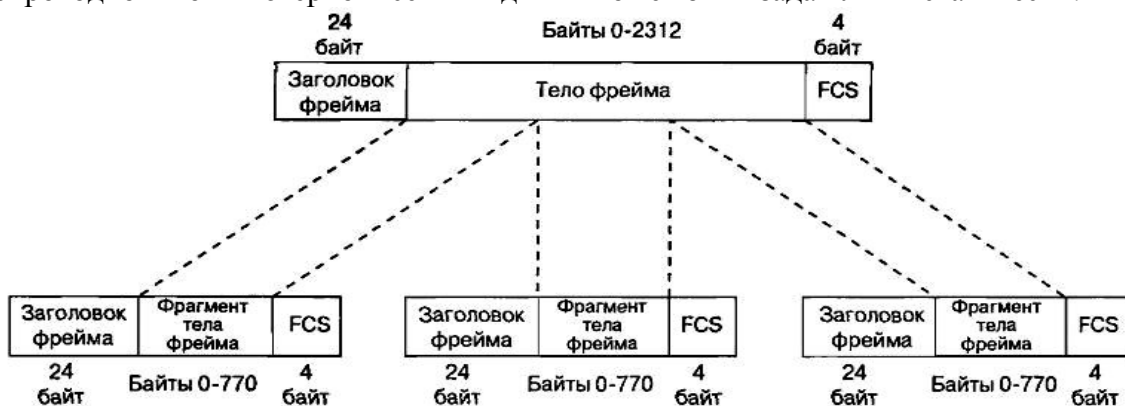 24
байт
Байты 0-2312
4
байт
Заголовок
фрейма
Тело фрейма
FCS
Заголовок
фрейма
Фрагмент
тела
фрейма
FCS
Заголовок
фрейма
Фрагмент
тела
фрейма
FCS
Заголовок
фрейма
Фрагмент
тела
фрейма
FCS
24
байт
Байты 0-770
4
байт
24
байт
Байты 0-770
4
байт
24
байт
Байты 0-770
4
байт